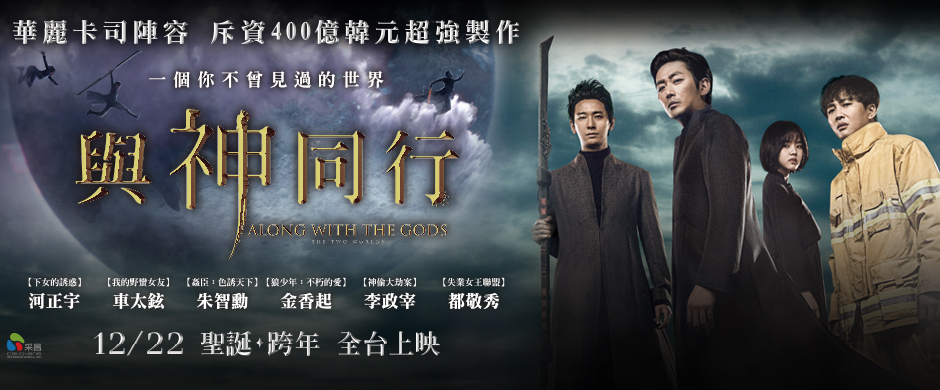 華麗卡司陣容 斥資400億韓元超強製作
一個你不曾見過的世界
與神同行
ALONG WITH THE GODS
THE TWO WORLDS
【下女的誘惑】 【我的野蠻女友】 【姦臣:色誘天下】 【狼少年:不朽的愛】 【神偷大劫案】 【失業女王聯盟】
河正宇 車太鉉 朱智勳 金香起 李政宰 都敬秀
12/22 聖誕·跨年 全台上映
采昌